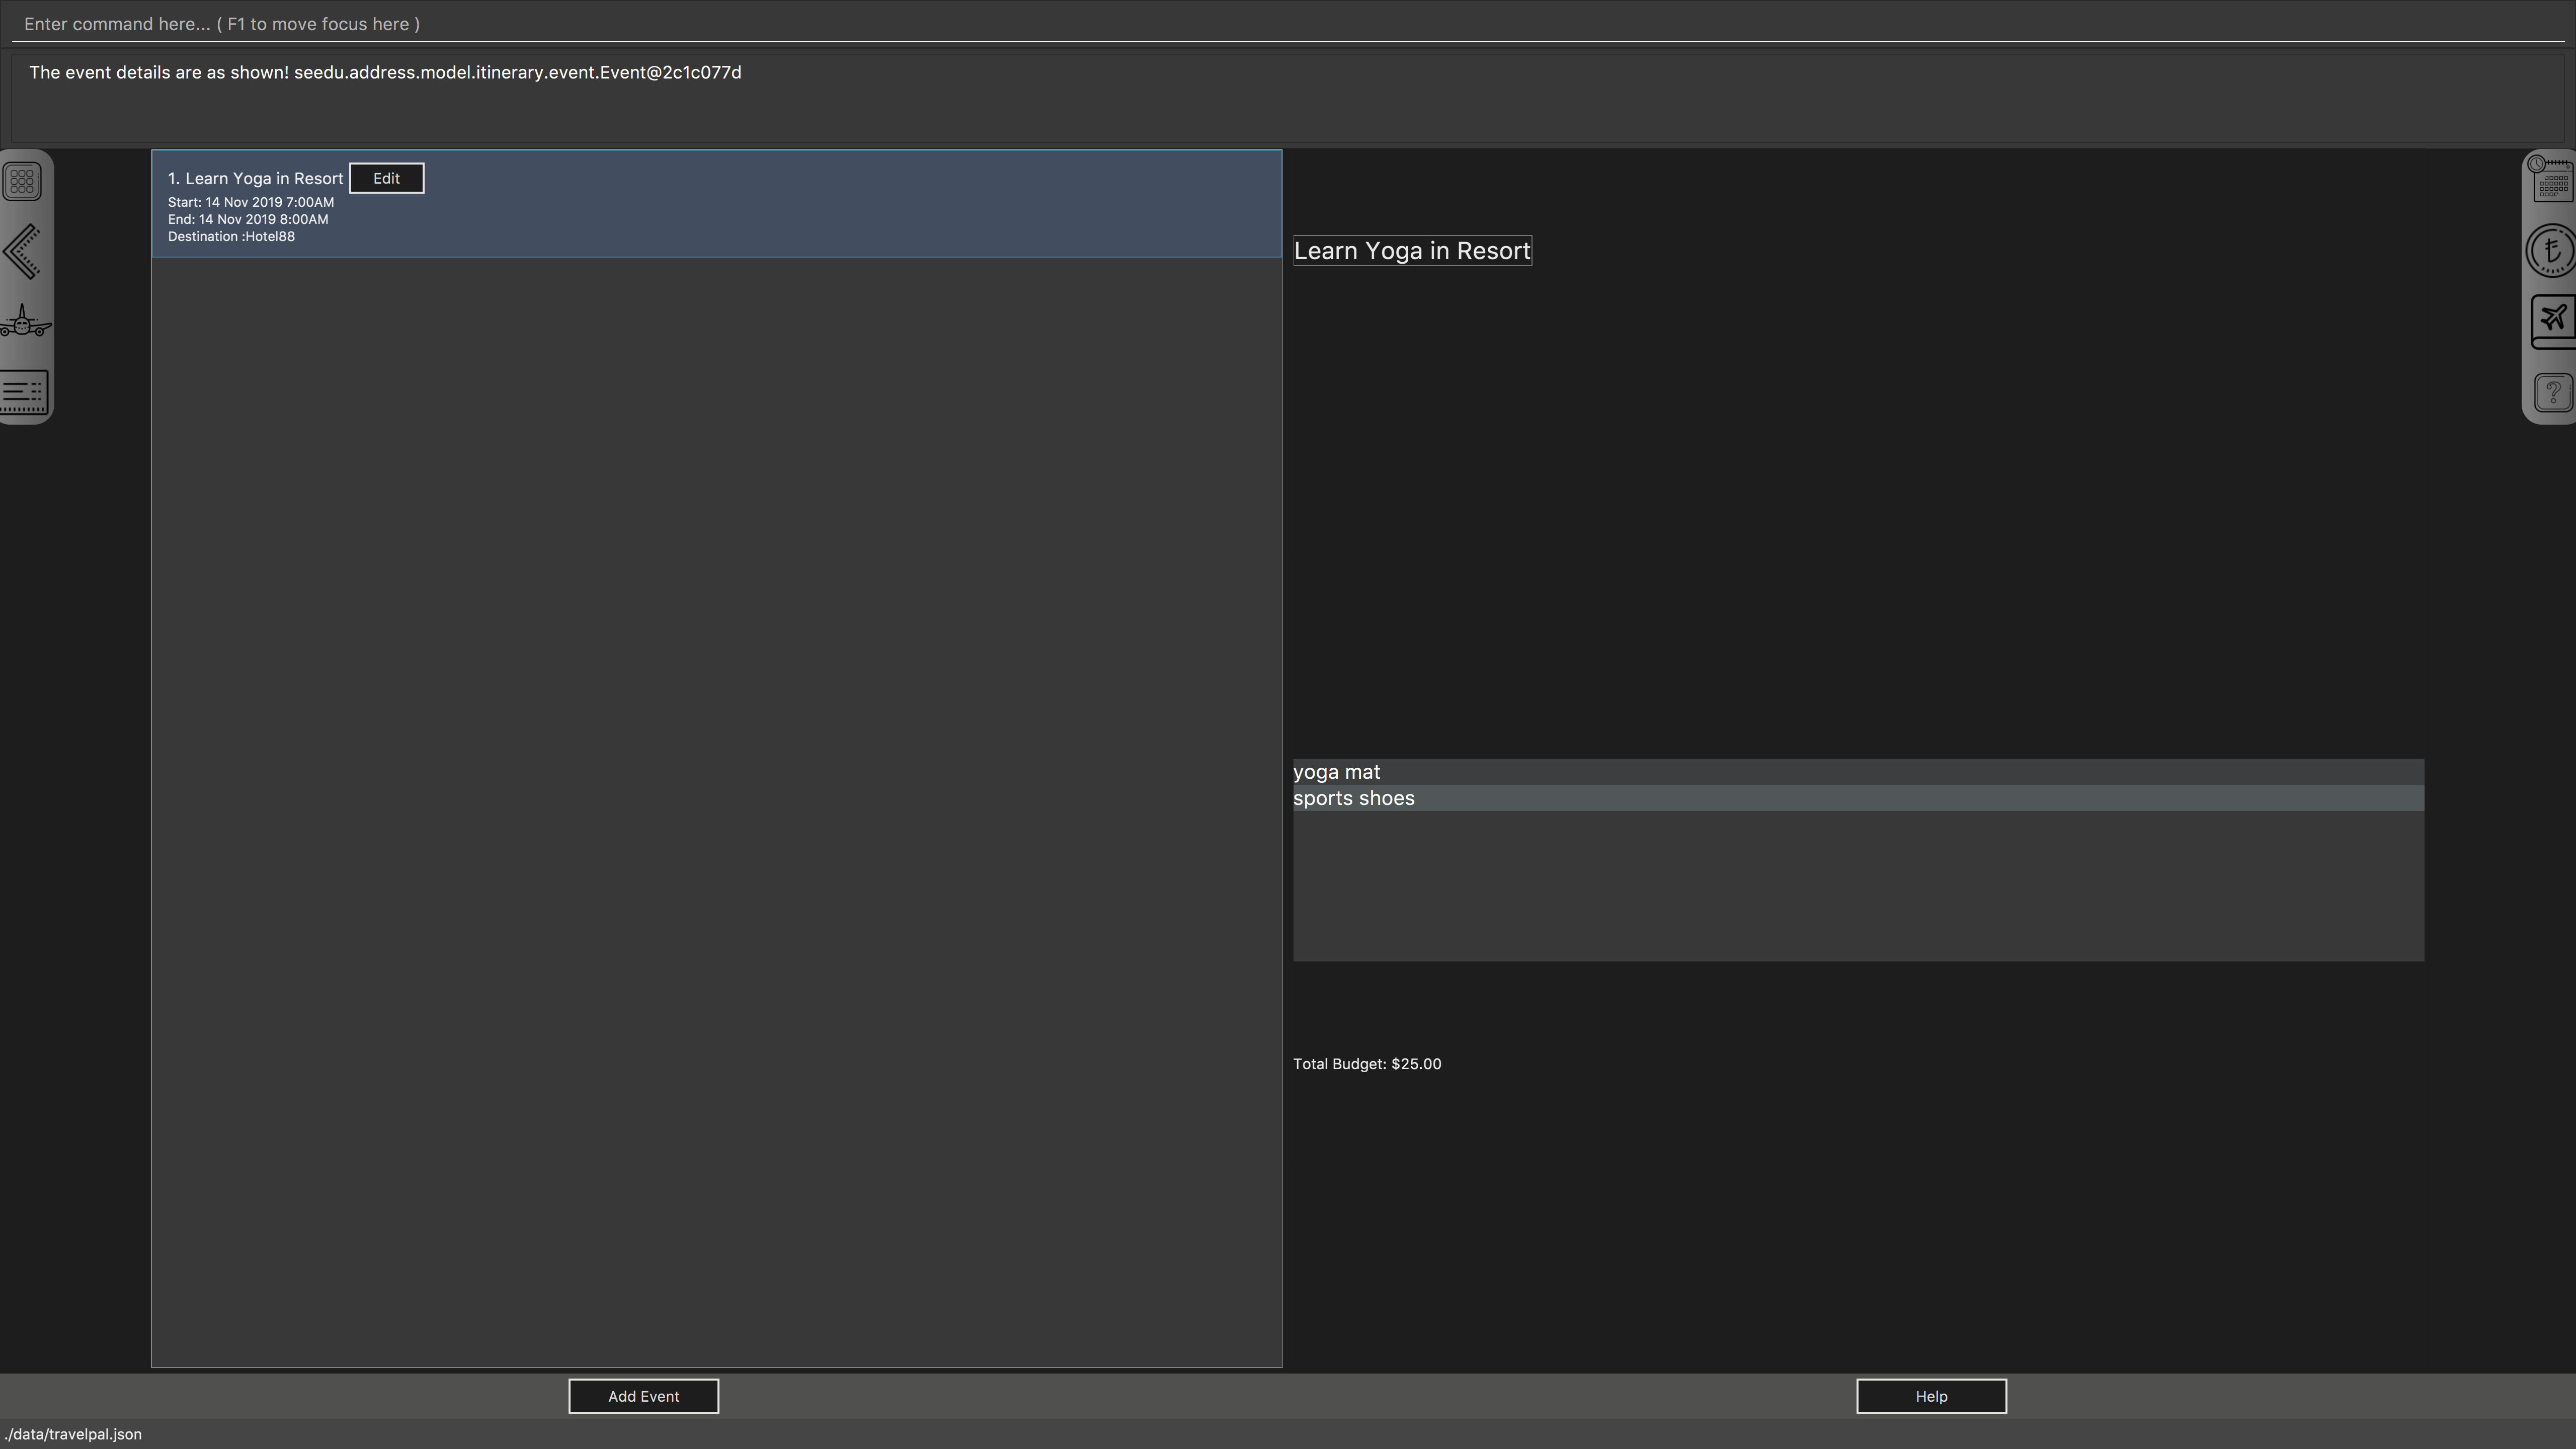 Enter command here... ( F1 to move focus here )
The event details are as shown! seedu.address.model.itinerary.event.Event@2c1c077d
1. Learn Yoga in Resort Edit
Start: 14 Nov 2019 7:00AM
End: 14 Nov 2019 8:00AM
Destination :Hotel88
Learn Yoga in Resort
yoga mat
sports shoes
Total Budget: $25.00
Add Event
Help
./data/travelpal.json